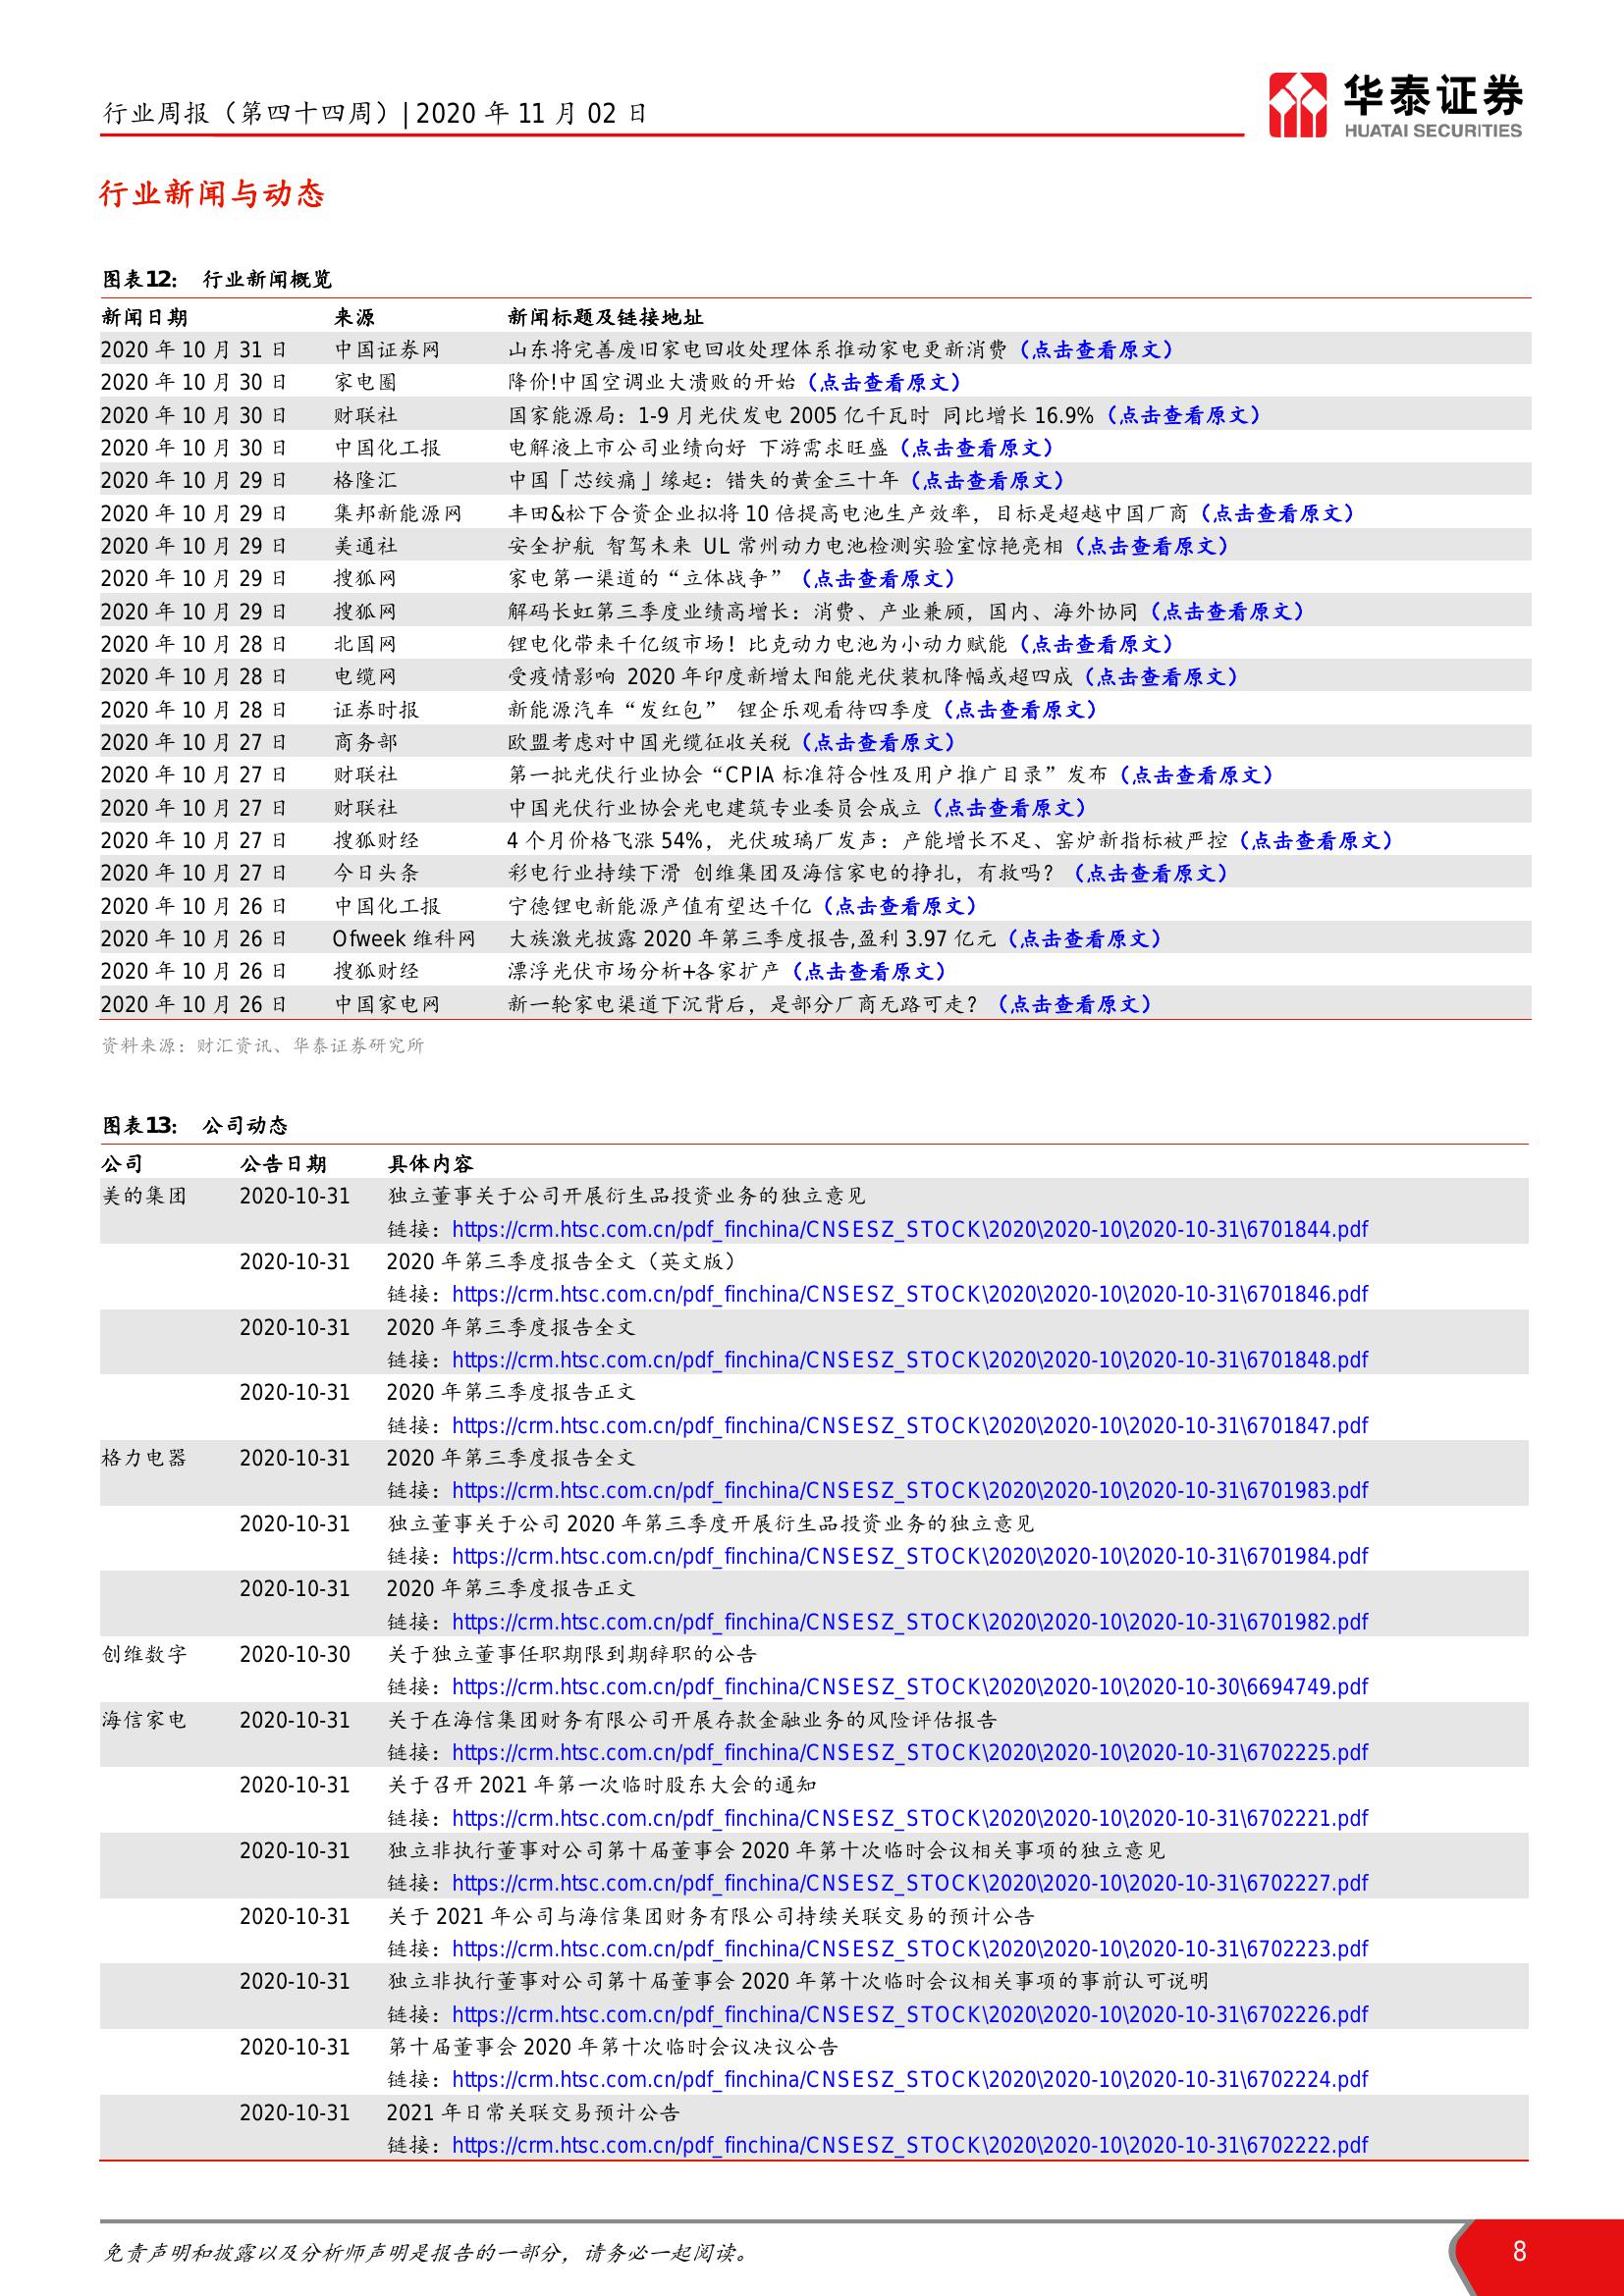 行业周报（第四十四周）|2020 年 11 月 02 日
华泰证券
HUATAI SECURITIES
行业新闻与动态
图表12： 行业新闻概览
新闻日期 来源 新闻标题及链接地址
2020 年 10 月 31 日 中国证券网 山东将完善废旧家电回收处理体系推动家电更新消费（点击查看原文）
2020 年 10 月 30 日 家电圈 降价!中国空调业大溃败的开始（点击查看原文）
2020 年 10 月 30 日 财联社 国家能源局：1-9 月光伏发电 2005 亿千瓦时 同比增长 16.9%（点击查看原文）
2020 年 10 月 30 日 中国化工报 电解液上市公司业绩向好 下游需求旺盛（点击查看原文）
2020 年 10 月 29 日 格隆汇 中国「芯绞痛」缘起：错失的黄金三十年（点击查看原文）
2020 年 10 月 29 日 集邦新能源网 丰田&松下合资企业拟将 10 倍提高电池生产效率，目标是超越中国厂商（点击查看原文）
2020 年 10 月 29 日 美通社 安全护航 智驾未来 UL 常州动力电池检测实验室惊艳亮相（点击查看原文）
2020 年 10 月 29 日 搜狐网 家电第一渠道的“立体战争”（点击查看原文）
2020 年 10 月 29 日 搜狐网 解码长虹第三季度业绩高增长：消费、产业兼顾，国内、海外协同（点击查看原文）
2020 年 10 月 28 日 北国网 锂电化带来千亿级市场！比克动力电池为小动力赋能（点击查看原文）
2020 年 10 月 28 日 电缆网 受疫情影响 2020 年印度新增太阳能光伏装机降幅或超四成（点击查看原文）
2020 年 10 月 28 日 证券时报 新能源汽车“发红包” 锂企乐观看待四季度（点击查看原文）
2020 年 10 月 27 日 商务部 欧盟考虑对中国光缆征收关税（点击查看原文）
2020 年 10 月 27 日 财联社 第一批光伏行业协会“CPIA 标准符合性及用户推广目录”发布（点击查看原文）
2020 年 10 月 27 日 财联社 中国光伏行业协会光电建筑专业委员会成立（点击查看原文）
2020 年 10 月 27 日 搜狐财经 4 个月价格飞涨 54%，光伏玻璃厂发声：产能增长不足、窑炉新指标被严控（点击查看原文）
2020 年 10 月 27 日 今日头条 彩电行业持续下滑 创维集团及海信家电的挣扎，有救吗？（点击查看原文）
2020 年 10 月 26 日 中国化工报 宁德锂电新能源产值有望达千亿（点击查看原文）
2020 年 10 月 26 日 Ofweek 维科网 大族激光披露 2020 年第三季度报告,盈利 3.97 亿元（点击查看原文）
2020 年 10 月 26 日 搜狐财经 漂浮光伏市场分析+各家扩产（点击查看原文）
2020 年 10 月 26 日 中国家电网 新一轮家电渠道下沉背后，是部分厂商无路可走？（点击查看原文）
资料来源：财汇资讯、华泰证券研究所
图表13： 公司动态
公司 公告日期 具体内容
美的集团 2020-10-31 独立董事关于公司开展衍生品投资业务的独立意见
链接：https://crm.htsc.com.cn/pdf_finchina/CNSESZ_STOCK\2020\2020-10\2020-10-31\6701844.pdf
2020-10-31 2020 年第三季度报告全文（英文版）
链接：https://crm.htsc.com.cn/pdf_finchina/CNSESZ_STOCK\2020\2020-10\2020-10-31\6701846.pdf
2020-10-31 2020 年第三季度报告全文
链接：https://crm.htsc.com.cn/pdf_finchina/CNSESZ_STOCK\2020\2020-10\2020-10-31\6701848.pdf
2020-10-31 2020 年第三季度报告正文
链接：https://crm.htsc.com.cn/pdf_finchina/CNSESZ_STOCK\2020\2020-10\2020-10-31\6701847.pdf
格力电器 2020-10-31 2020 年第三季度报告全文
链接：https://crm.htsc.com.cn/pdf_finchina/CNSESZ_STOCK\2020\2020-10\2020-10-31\6701983.pdf
2020-10-31 独立董事关于公司 2020 年第三季度开展衍生品投资业务的独立意见
链接：https://crm.htsc.com.cn/pdf_finchina/CNSESZ_STOCK\2020\2020-10\2020-10-31\6701984.pdf
2020-10-31 2020 年第三季度报告正文
链接：https://crm.htsc.com.cn/pdf_finchina/CNSESZ_STOCK\2020\2020-10\2020-10-31\6701982.pdf
创维数字 2020-10-30 关于独立董事任职期限到期辞职的公告
链接：https://crm.htsc.com.cn/pdf_finchina/CNSESZ_STOCK\2020\2020-10\2020-10-30\6694749.pdf
海信家电 2020-10-31 关于在海信集团财务有限公司开展存款金融业务的风险评估报告
链接：https://crm.htsc.com.cn/pdf_finchina/CNSESZ_STOCK\2020\2020-10\2020-10-31\6702225.pdf
2020-10-31 关于召开 2021 年第一次临时股东大会的通知
链接：https://crm.htsc.com.cn/pdf_finchina/CNSESZ_STOCK\2020\2020-10\2020-10-31\6702221.pdf
2020-10-31 独立非执行董事对公司第十届董事会 2020 年第十次临时会议相关事项的独立意见
链接：https://crm.htsc.com.cn/pdf_finchina/CNSESZ_STOCK\2020\2020-10\2020-10-31\6702227.pdf
2020-10-31 关于 2021 年公司与海信集团财务有限公司持续关联交易的预计公告
链接：https://crm.htsc.com.cn/pdf_finchina/CNSESZ_STOCK\2020\2020-10\2020-10-31\6702223.pdf
2020-10-31 独立非执行董事对公司第十届董事会 2020 年第十次临时会议相关事项的事前认可说明
链接：https://crm.htsc.com.cn/pdf_finchina/CNSESZ_STOCK\2020\2020-10\2020-10-31\6702226.pdf
2020-10-31 第十届董事会 2020 年第十次临时会议决议公告
链接：https://crm.htsc.com.cn/pdf_finchina/CNSESZ_STOCK\2020\2020-10\2020-10-31\6702224.pdf
2020-10-31 2021 年日常关联交易预计公告
链接：https://crm.htsc.com.cn/pdf_finchina/CNSESZ_STOCK\2020\2020-10\2020-10-31\6702222.pdf
免责声明和披露以及分析师声明是报告的一部分，请务必一起阅读。
8